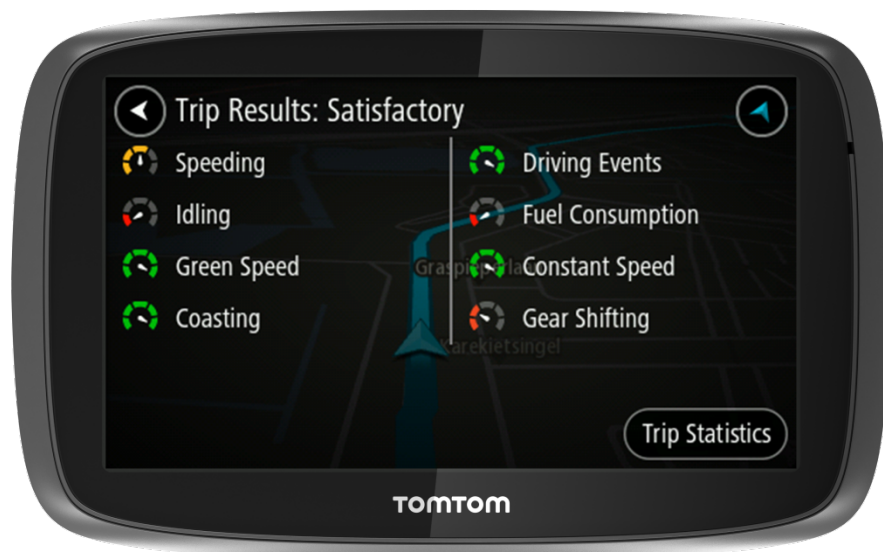 Trip Results: Satisfactory
Speeding
Idling
Green Speed
Coasting
Driving Events
Fuel Consumption
Constant Speed
Gear Shifting
Karekietsingel
Trip Statistics
TOMTOM